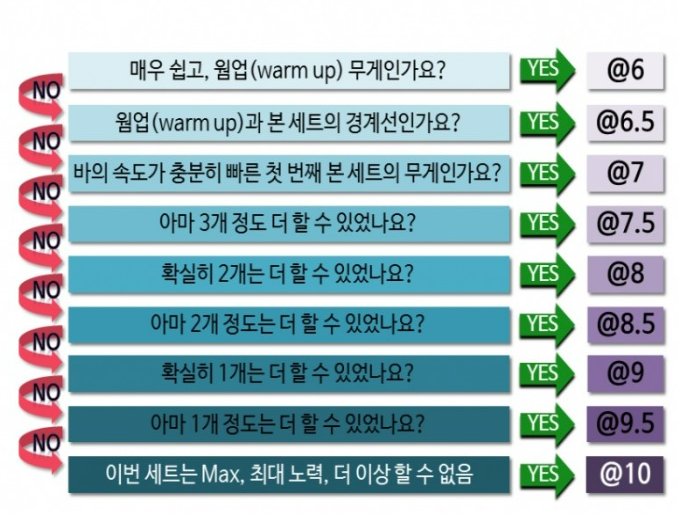 매우 쉽고, 웜업(warm up) 무게인가요? YES @6
NO
웜업(warm up)과 본 세트의 경계선인가요? YES @6.5
NO
바의 속도가 충분히 빠른 첫 번째 본 세트의 무게인가요? YES @7
NO
아마 3개 정도 더 할 수 있었나요? YES @7.5
NO
확실히 2개는 더 할 수 있었나요? YES @8
NO
아마 2개 정도는 더 할 수 있었나요? YES @8.5
NO
확실히 1개는 더 할 수 있었나요? YES @9
NO
아마 1개 정도는 더 할 수 있었나요? YES @9.5
NO
이번 세트는 Max, 최대 노력, 더 이상 할 수 없음 YES @10